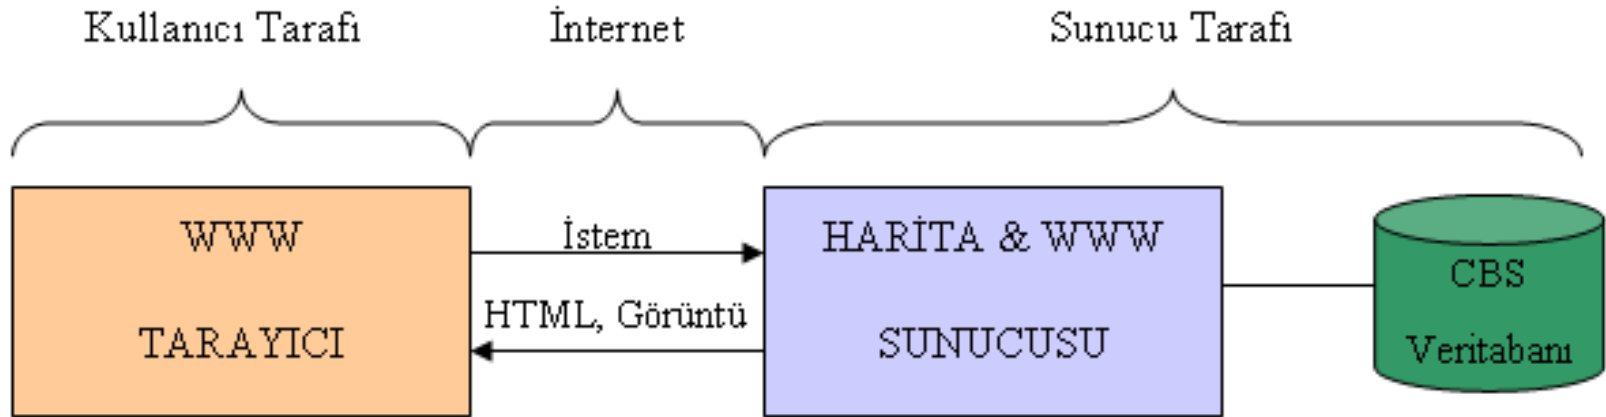 Kullanıcı Tarafı
İnternet
Sunucu Tarafı
WWW
TARAYICI
İstem
HTML, Görüntü
HARİTA & WWW
SUNUCUSU
CBS
Veritabanı